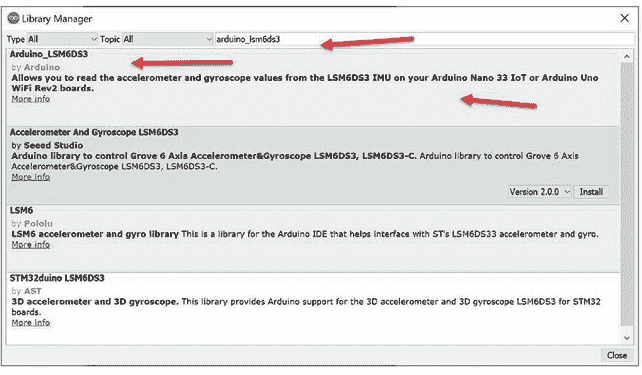 Library Manager
Type All Topic All arduino_lsm6ds3
Arduino_LSM6DS3
by Arduino
Allows you to read the accelerometer and gyroscope values from the LSM6DS3 IMU on your Arduino Nano 33 IoT or Arduino Uno
WiFi Rev2 boards.
More info
Accelerometer And Gyroscope LSM6DS3
by Seeed Studio
Arduino library to control Grove 6 Axis Accelerometer&Gyroscope LSM6DS3, LSM6DS3-C. Arduino library to control Grove 6 Axis
Accelerometer&Gyroscope LSM6DS3, LSM6DS3-C.
More info
Version 2.0.0 Install
LSM6
by Pololu
LSM6 accelerometer and gyro library This is a library for the Arduino IDE that helps interface with ST's LSM6DS33 accelerometer and gyro.
More info
STM32duino LSM6DS3
by AST
3D accelerometer and 3D gyroscope. This library provides Arduino support for the 3D accelerometer and 3D gyroscope LSM6DS3 for STM32
boards.
More info
Close